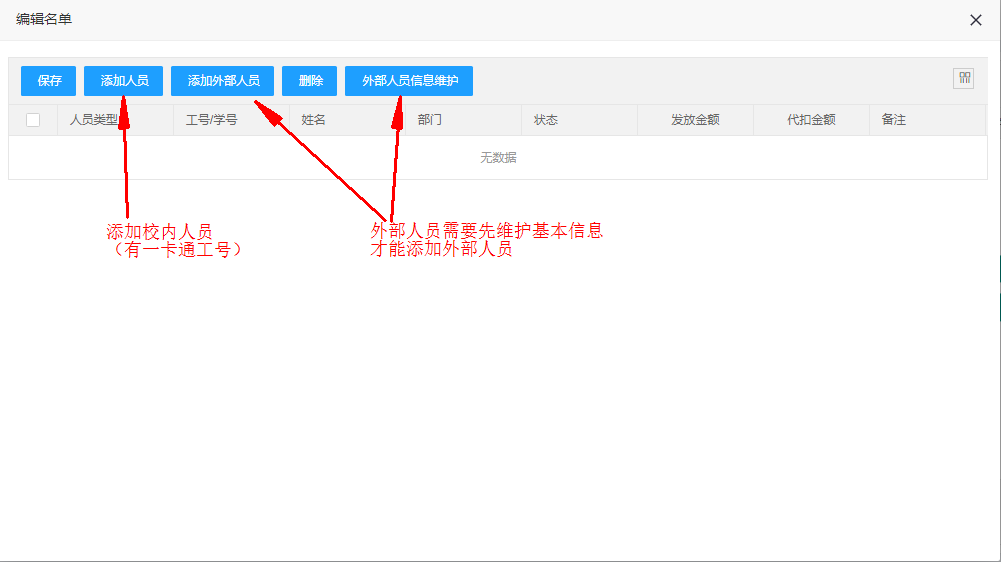 编辑名单
保存 添加人员 添加外部人员 删除 外部人员信息维护
人员类型 工号/学号 姓名 部门 状态 发放金额 代扣金额 备注
无数据
添加校内人员
（有一卡通工号）
外部人员需要先维护基本信息
才能添加外部人员